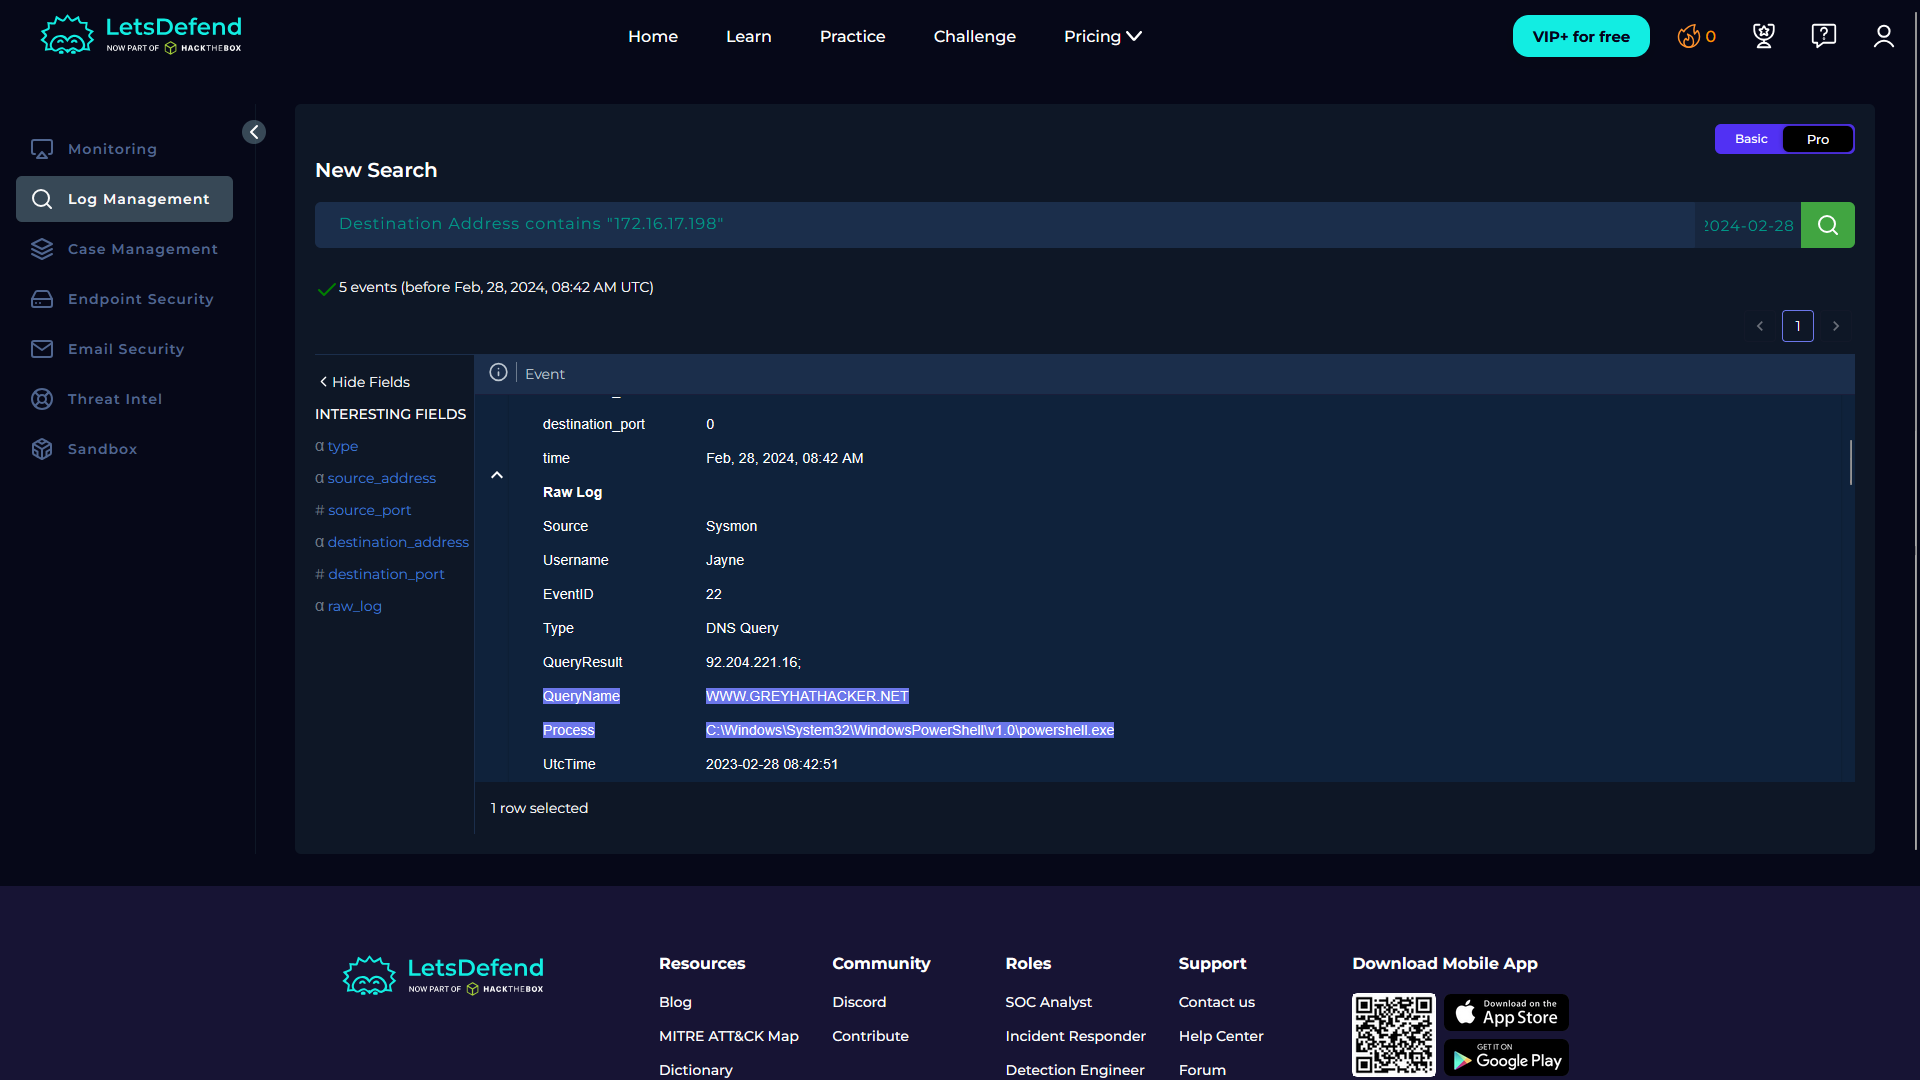 LetsDefend
NOW PART OF HACKTHEBOX
Home
Learn
Practice
Challenge
Pricing
VIP+ for free
0
Monitoring
Log Management
Case Management
Endpoint Security
Email Security
Threat Intel
Sandbox
Basic
Pro
New Search
Destination Address contains "172.16.17.198"
2024-02-28
5 events (before Feb, 28, 2024, 08:42 AM UTC)
1
Hide Fields
INTERESTING FIELDS
α type
α source_address
# source_port
α destination_address
# destination_port
α raw_log
Event
destination_port 0
time Feb, 28, 2024, 08:42 AM
Raw Log
Source Sysmon
Username Jayne
EventID 22
Type DNS Query
QueryResult 92.204.221.16;
QueryName WWW.GREYHATHACKER.NET
Process C:\Windows\System32\WindowsPowerShell\v1.0\powershell.exe
UtcTime 2023-02-28 08:42:51
1 row selected
LetsDefend
NOW PART OF HACKTHEBOX
Resources
Blog
MITRE ATT&CK Map
Dictionary
Community
Discord
Contribute
Roles
SOC Analyst
Incident Responder
Detection Engineer
Support
Contact us
Help Center
Forum
Download Mobile App
Download on the
App Store
GET IT ON
Google Play